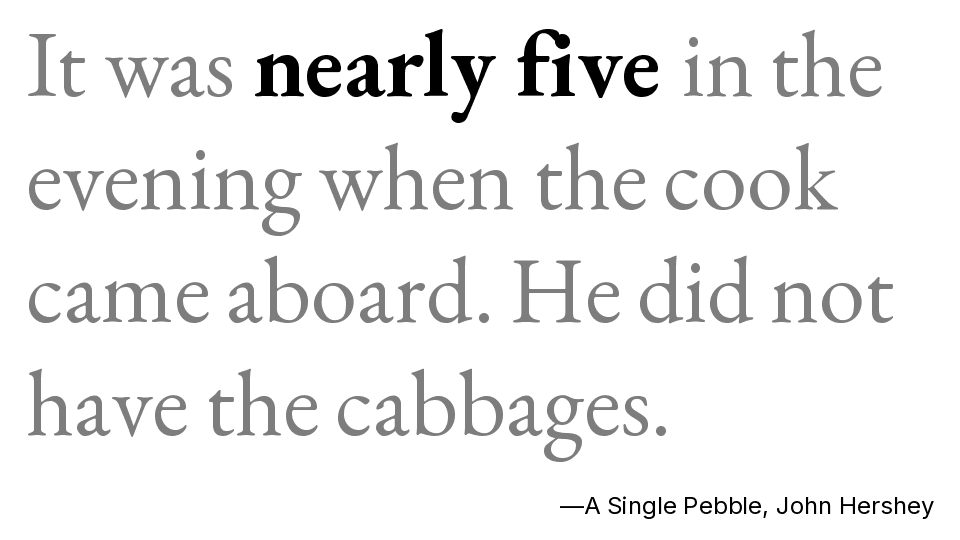 It was nearly five in the
evening when the cook
came aboard. He did not
have the cabbages.
—A Single Pebble, John Hershey